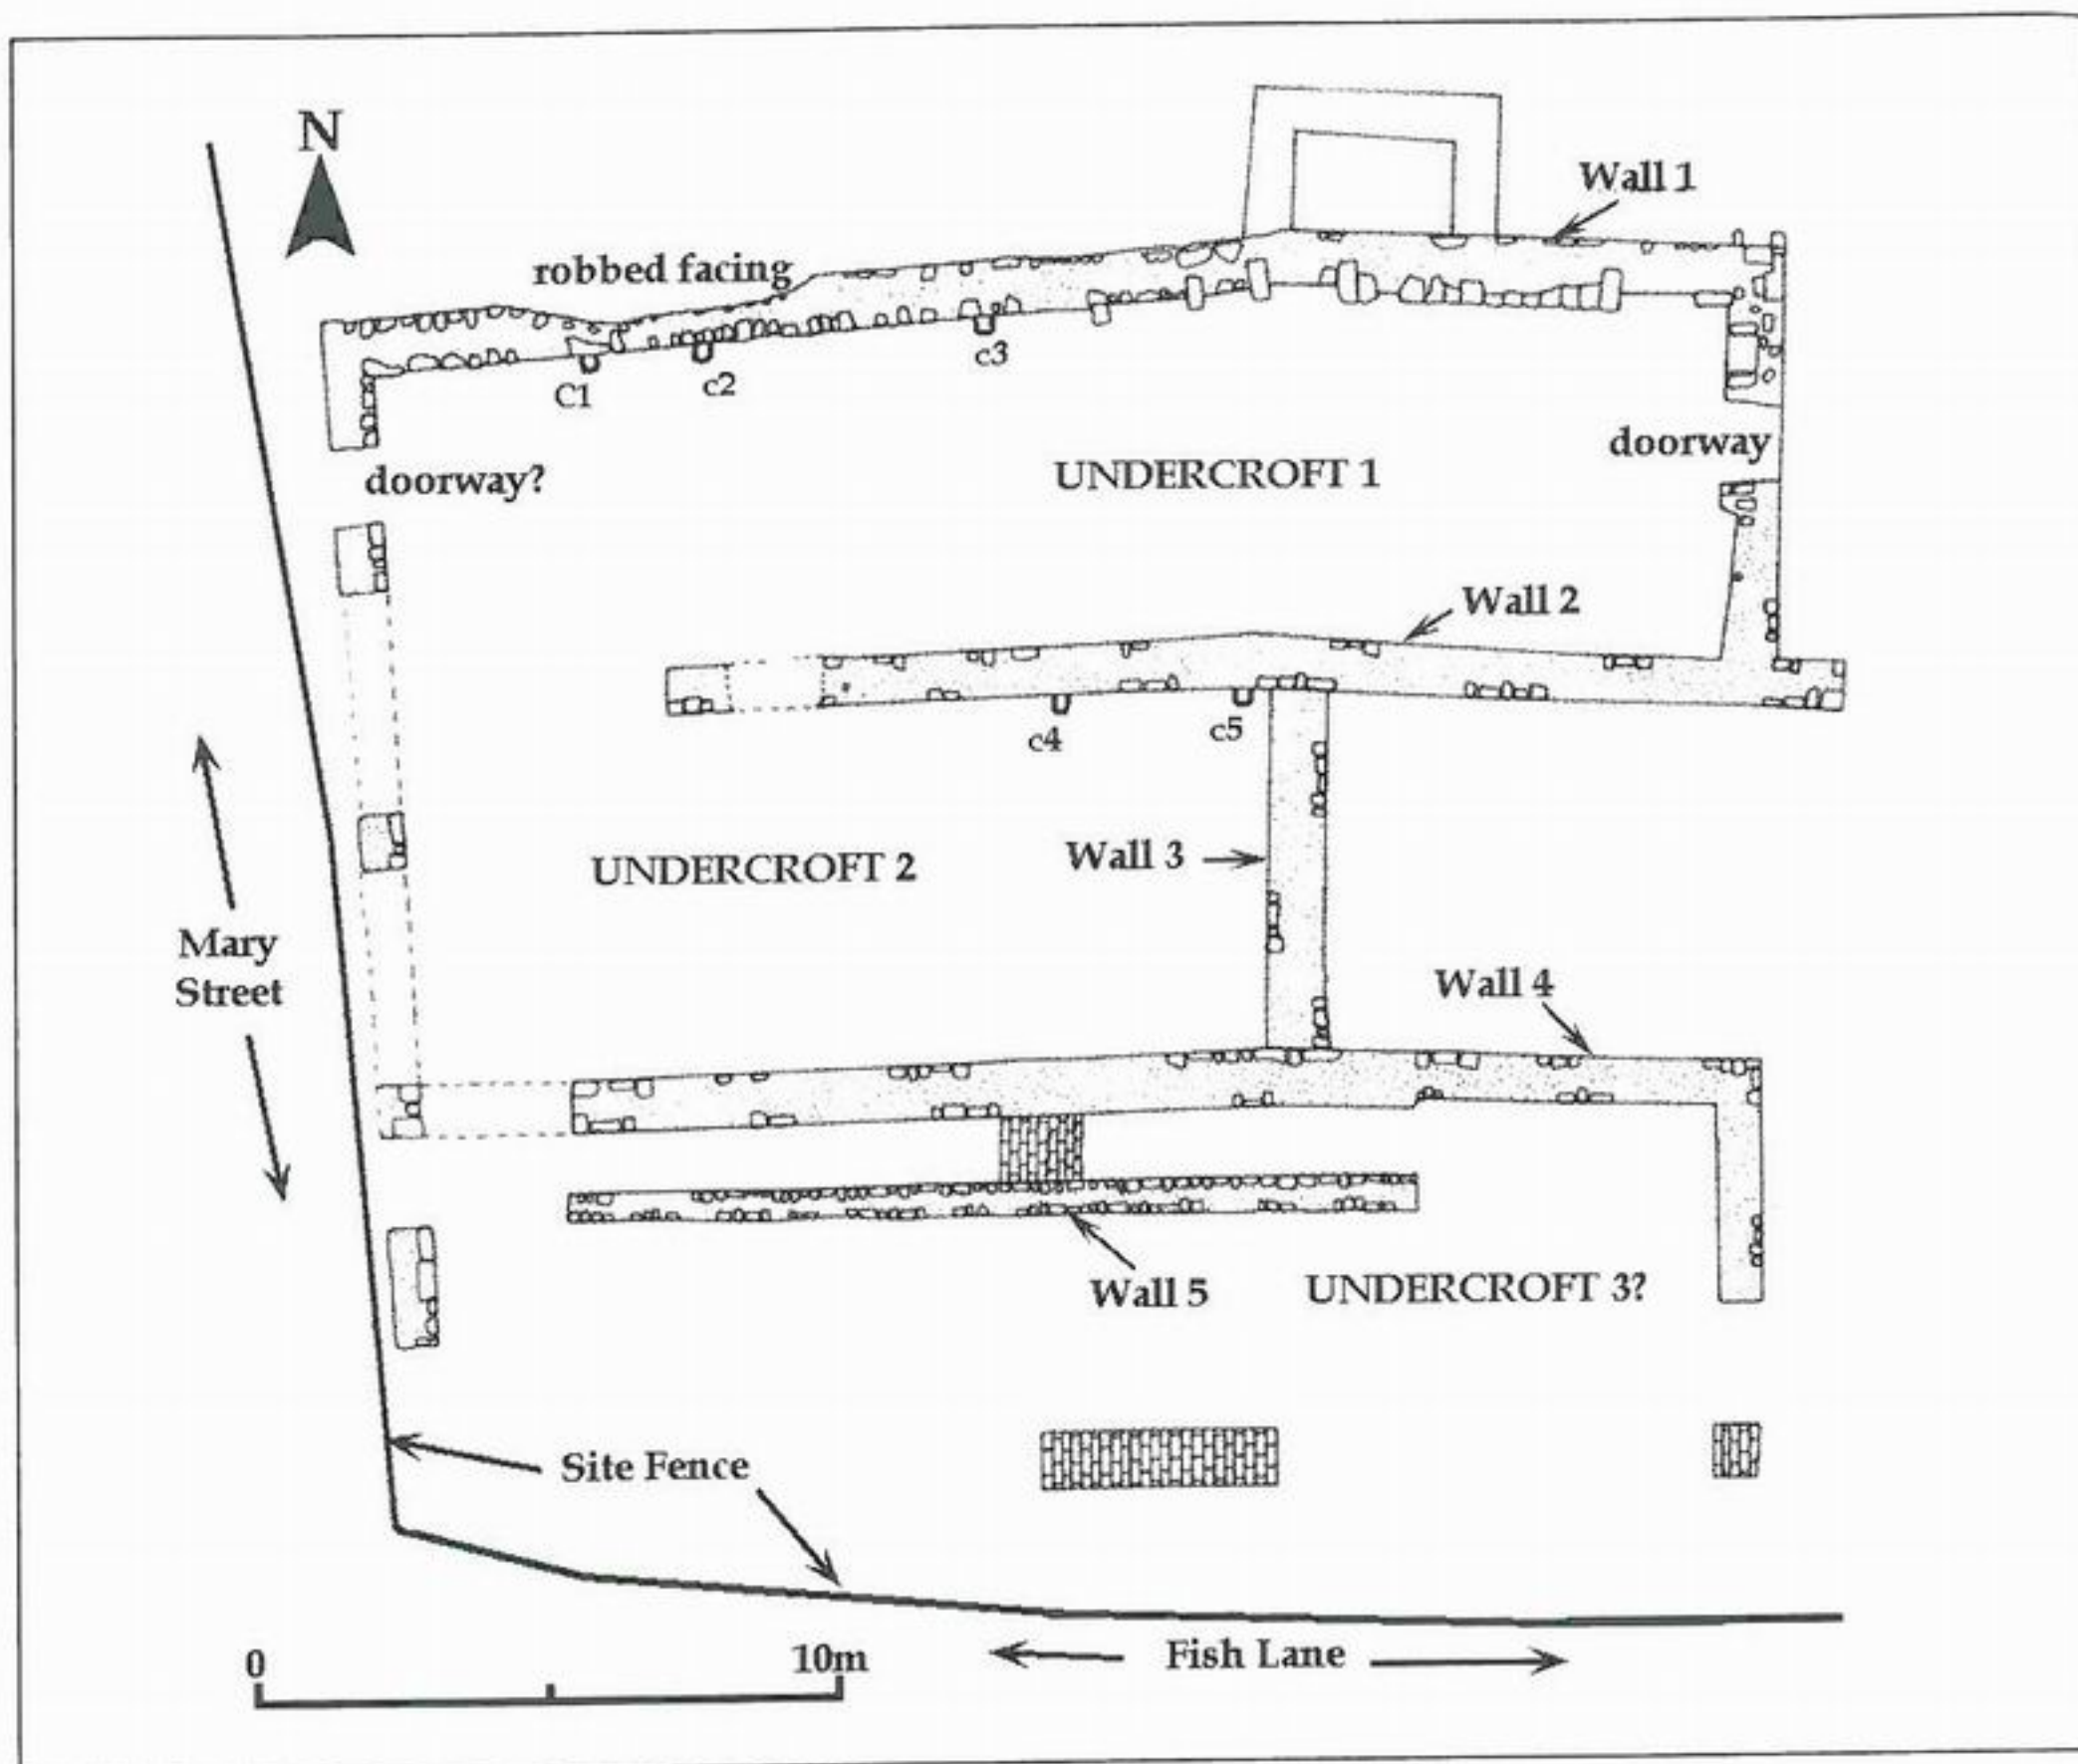 N
Wall 1
robbed facing
C1
c2
c3
doorway
doorway?
UNDERCROFT 1
Wall 2
c4
c5
UNDERCROFT 2
Wall 3
Mary
Street
Wall 4
Wall 5
UNDERCROFT 3?
Site Fence
0
10m
Fish Lane